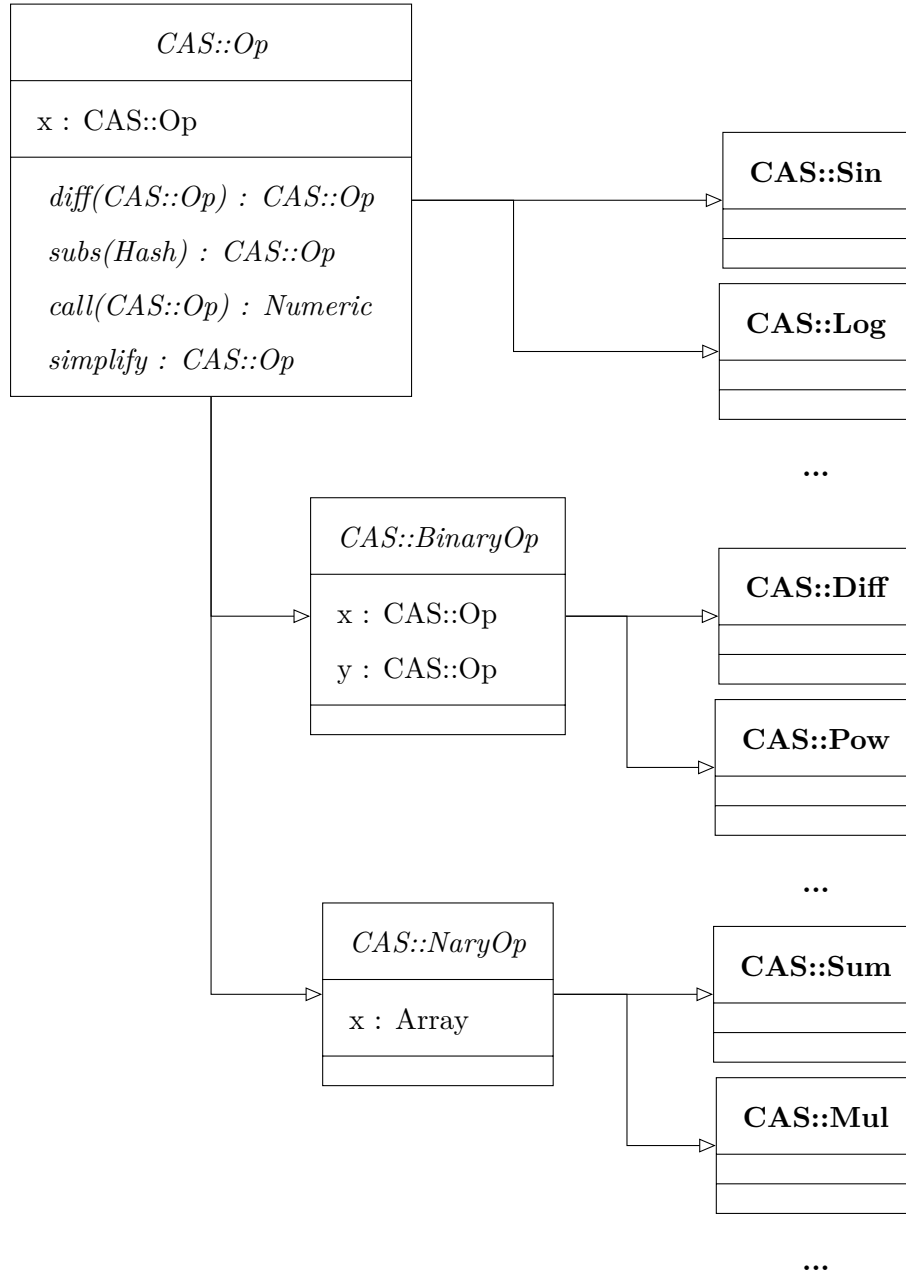 CAS::Op
x : CAS::Op
diff(CAS::Op) : CAS::Op
subs(Hash) : CAS::Op
call(CAS::Op) : Numeric
simplify : CAS::Op
CAS::Sin
CAS::Log
...
CAS::BinaryOp
x : CAS::Op
y : CAS::Op
CAS::Diff
CAS::Pow
...
CAS::NaryOp
x : Array
CAS::Sum
CAS::Mul
...